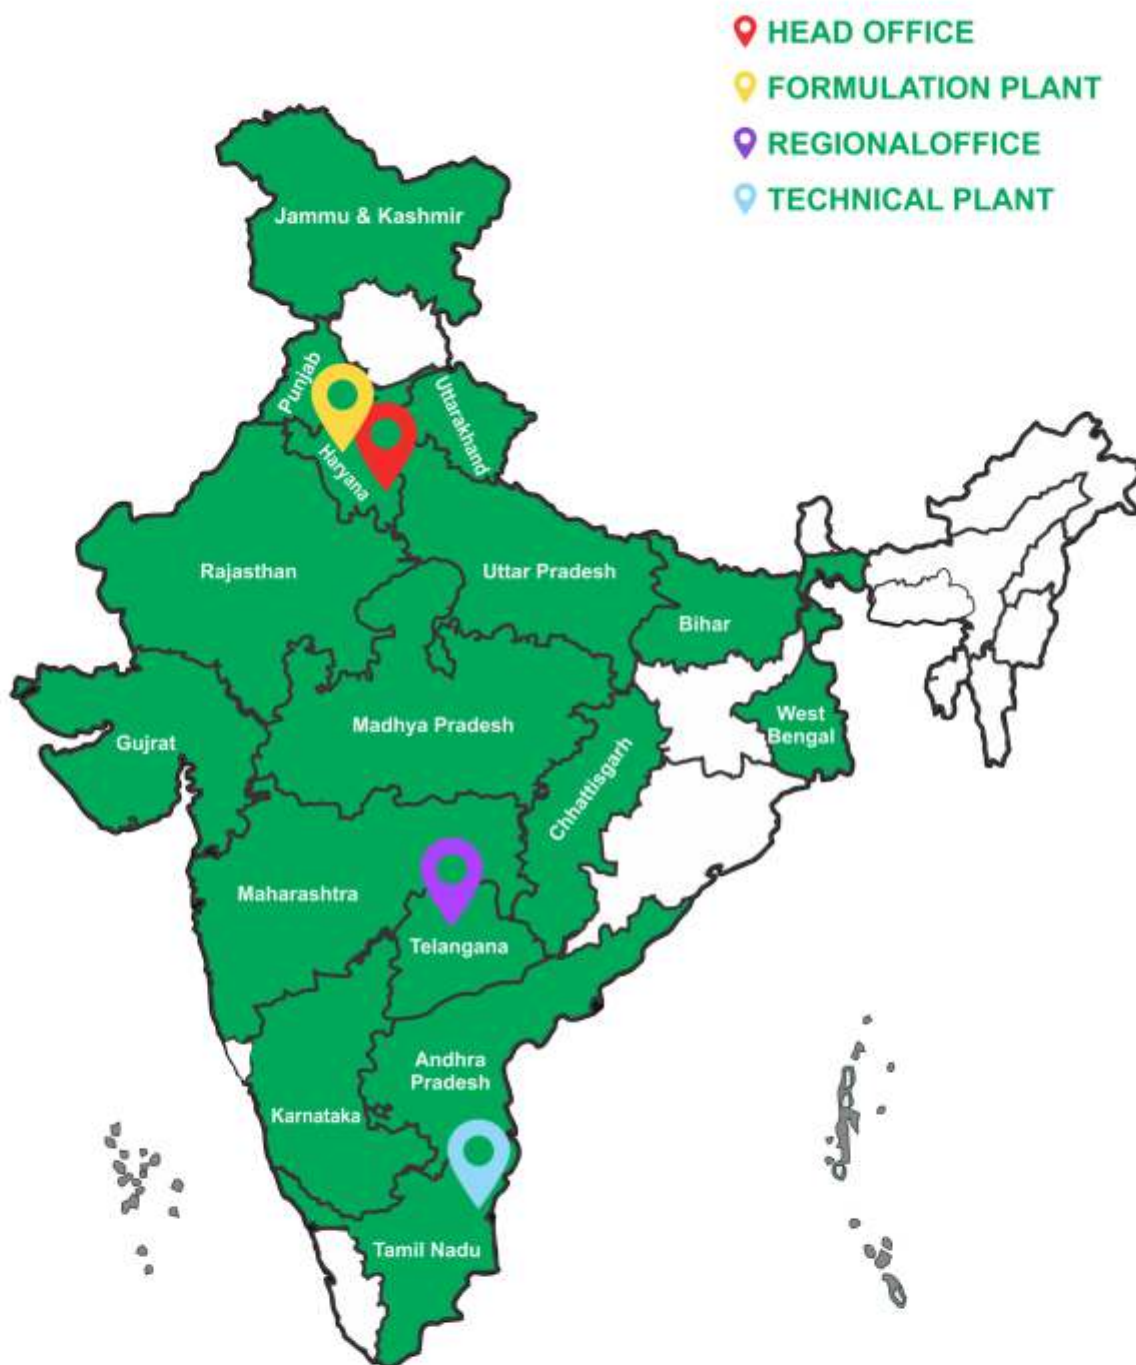 HEAD OFFICE
FORMULATION PLANT
REGIONALOFFICE
TECHNICAL PLANT
Jammu & Kashmir
Punjab
Uttarakhand
Haryana
Rajasthan
Uttar Pradesh
Bihar
Madhya Pradesh
Gujrat
West
Bengal
Chhattisgarh
Maharashtra
Telangana
Andhra
Pradesh
Karnataka
Tamil Nadu